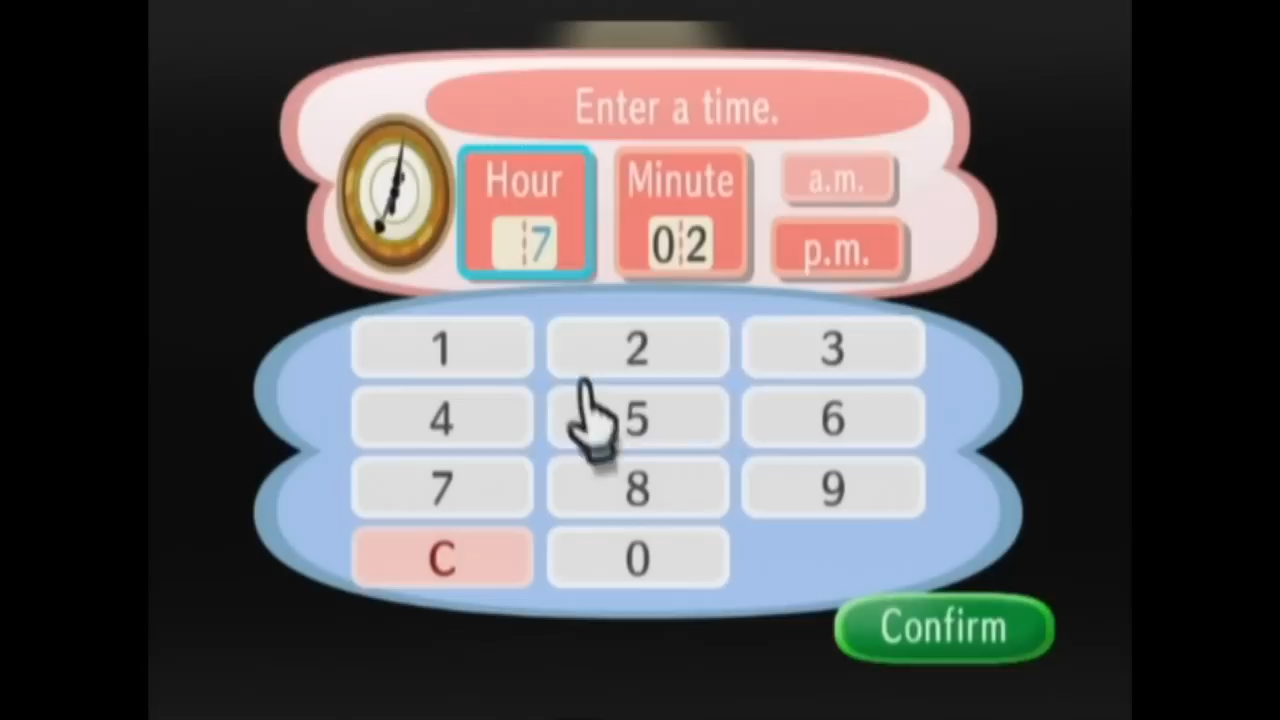 Enter a time.
Hour Minute a.m.
7 02 p.m.
1 2 3
4 5 6
7 8 9
C 0
Confirm